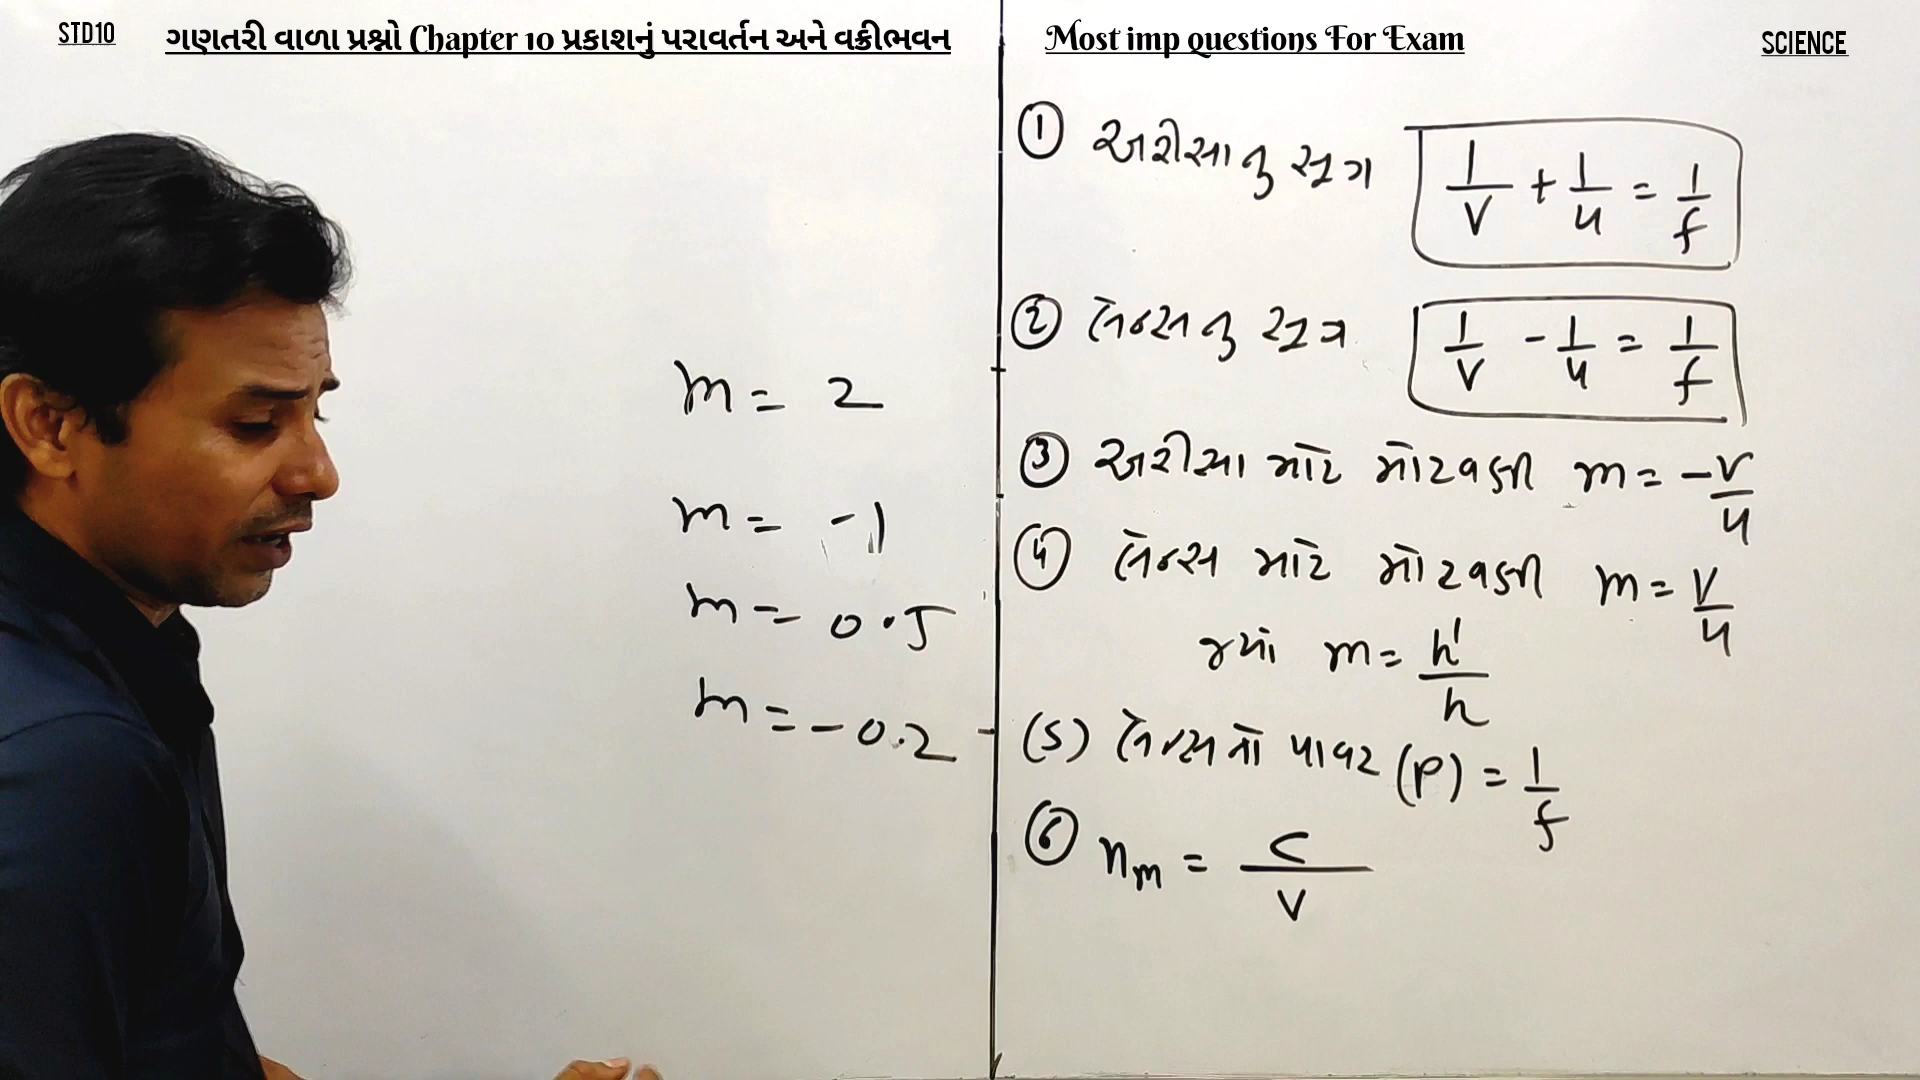 STD10
ગણતરી વાળા પ્રશ્નો Chapter 10 પ્રકાશનું પરાવર્તન અને વક્રીભવન
Most imp questions For Exam
SCIENCE
m = 2
m = -1
m = 0.5
m = -0.2
① અરીસાનુ સુત્ર 1/v + 1/u = 1/f
② લેન્સનુ સુત્ર 1/v - 1/u = 1/f
③ અરીસા માટે મોટવણી m = -v/u
④ લેન્સ માટે મોટવણી m = v/u
જ્યાં m = h'/h
(5) લેન્સનો પાવર (P) = 1/f
⑥ nm = c/v